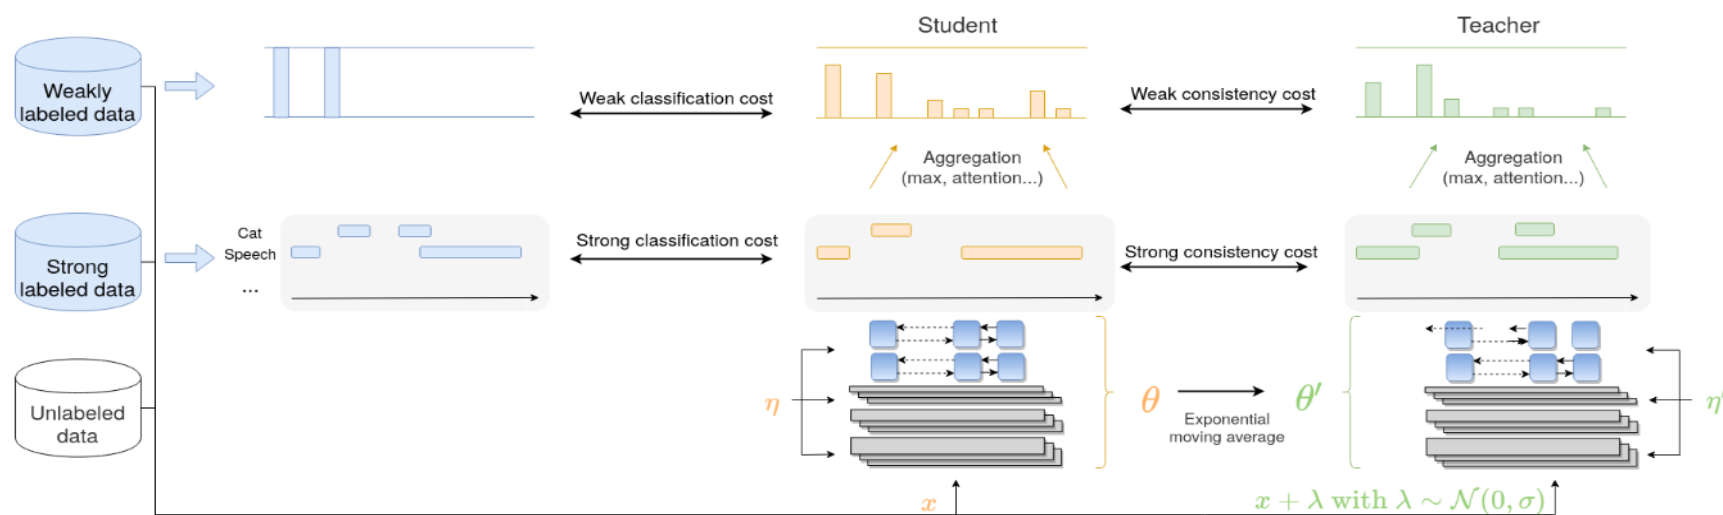 Student
Teacher
Weakly
labeled data
Weak classification cost
Weak consistency cost
Aggregation
(max, attention...)
Aggregation
(max, attention...)
Strong
labeled data
Cat
Speech
...
Strong classification cost
Strong consistency cost
Unlabeled
data
η
θ
Exponential
moving average
θ′
η′
x
x + λ with λ ∼ 𝒩(0, σ)